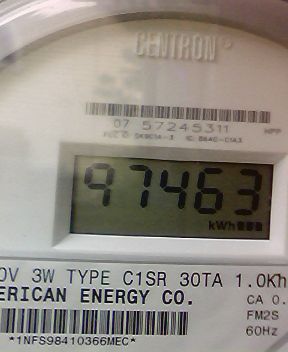 CENTRON®
07 57245311 HPP
97463
kWh
0V 3W TYPE C1SR 30TA 1.0Kh
ERICAN ENERGY CO. CA 0.
FM2S
*1NFS98410366MEC* 60Hz